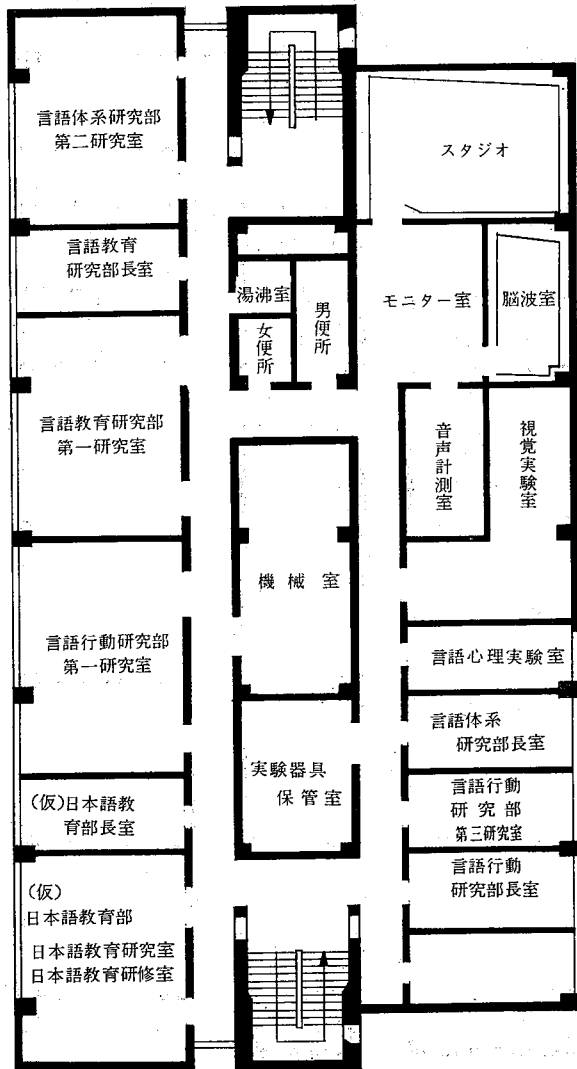 言語体系研究部
第二研究室
言語教育
研究部長室
言語教育研究部
第一研究室
言語行動研究部
第一研究室
(仮)日本語教
育部長室
(仮)
日本語教育部
日本語教育研究室
日本語教育研修室
湯沸室
女便所
男便所
機械室
実験器具
保管室
スタジオ
モニター室
脳波室
音声計測室
視覚実験室
言語心理実験室
言語体系
研究部長室
言語行動
研究部
第三研究室
言語行動
研究部長室